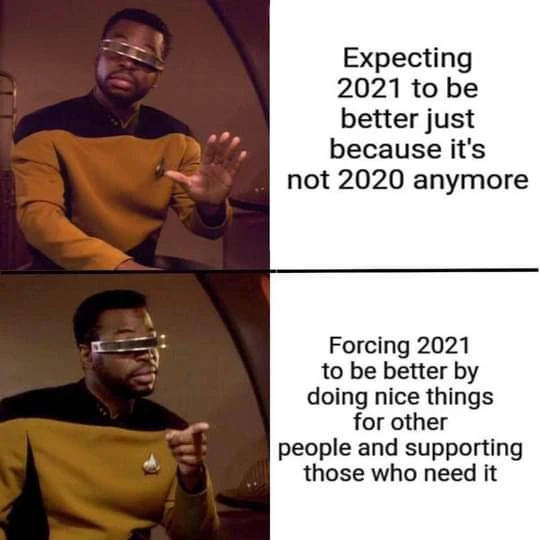 Expecting
2021 to be
better just
because it's
not 2020 anymore
Forcing 2021
to be better by
doing nice things
for other
people and supporting
those who need it